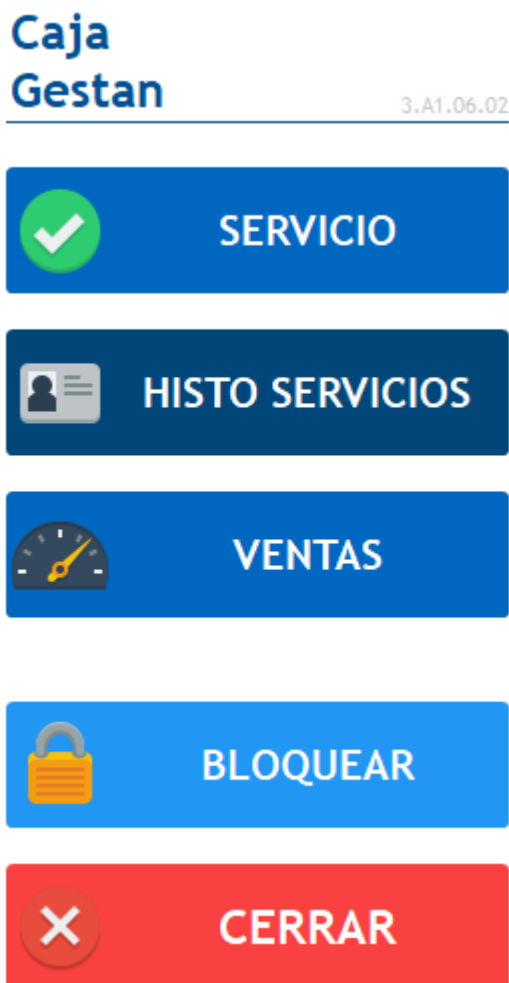 Caja
Gestan
3.A1.06.02
SERVICIO
HISTO SERVICIOS
VENTAS
BLOQUEAR
CERRAR